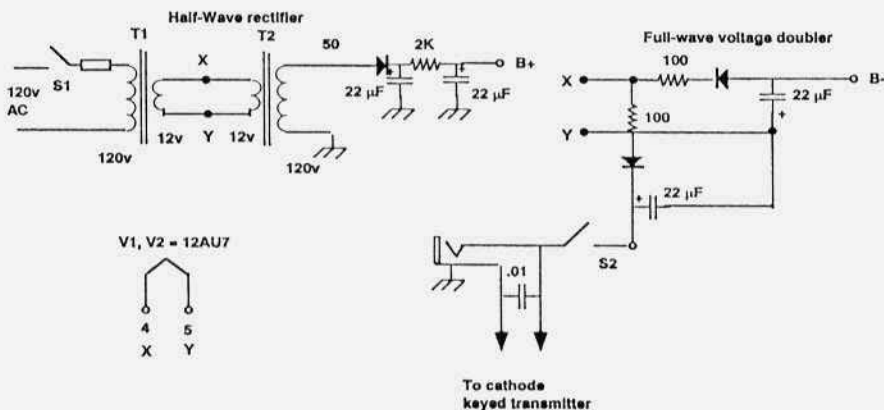 Half-Wave rectifier
T1
T2
X
50
2K
B+
S1
120v
AC
22 µF
22 µF
Y
12v
12v
120v
120v
Full-wave voltage doubler
100
X
B-
22 µF
+
100
Y
+
22 µF
S2
.01
V1, V2 = 12AU7
4
5
X
Y
To cathode
keyed transmitter